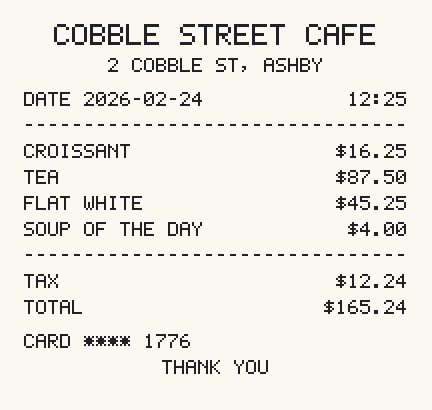 COBBLE STREET CAFE
2 COBBLE ST, ASHBY
DATE 2026-02-24 12:25
--------------------------------
CROISSANT $16.25
TEA $87.50
FLAT WHITE $45.25
SOUP OF THE DAY $4.00
--------------------------------
TAX $12.24
TOTAL $165.24
CARD **** 1776
THANK YOU